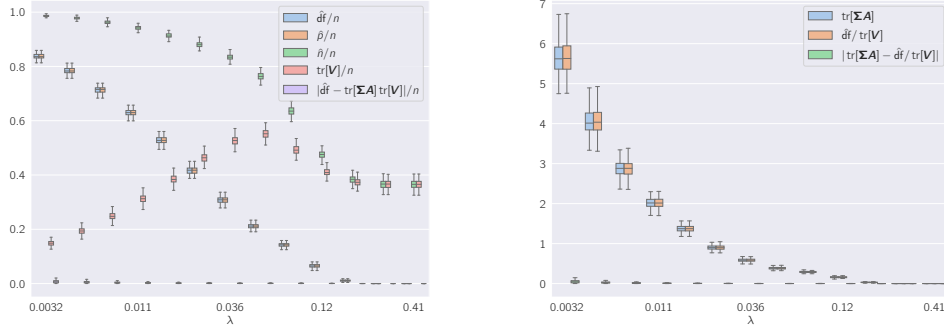 1.0
0.8
0.6
0.4
0.2
0.0
0.0032
0.011
0.036
0.12
0.41
λ
d̂f/n
p̂/n
n̂/n
tr[V]/n
|d̂f − tr[ΣA] tr[V]|/n
7
6
5
4
3
2
1
0
0.0032
0.011
0.036
0.12
0.41
λ
tr[ΣA]
d̂f/ tr[V]
| tr[ΣA] − d̂f/ tr[V]|